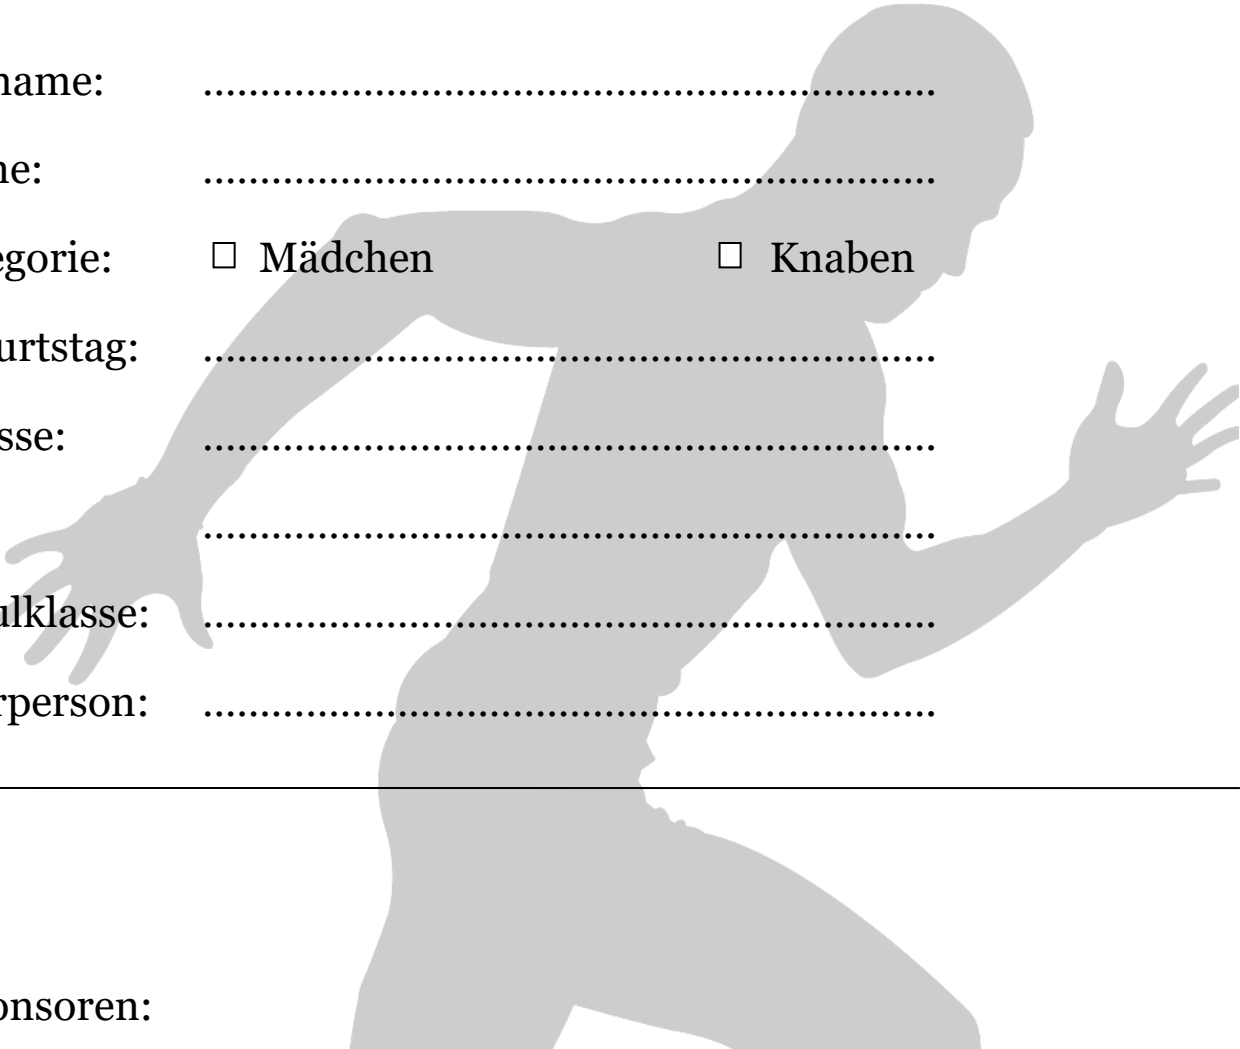 name: .................................................................
ne: .................................................................
egorie: □ Mädchen □ Knaben
urtstag: .................................................................
sse: .................................................................
.................................................................
ulklasse: .................................................................
rperson: .................................................................
onsoren: